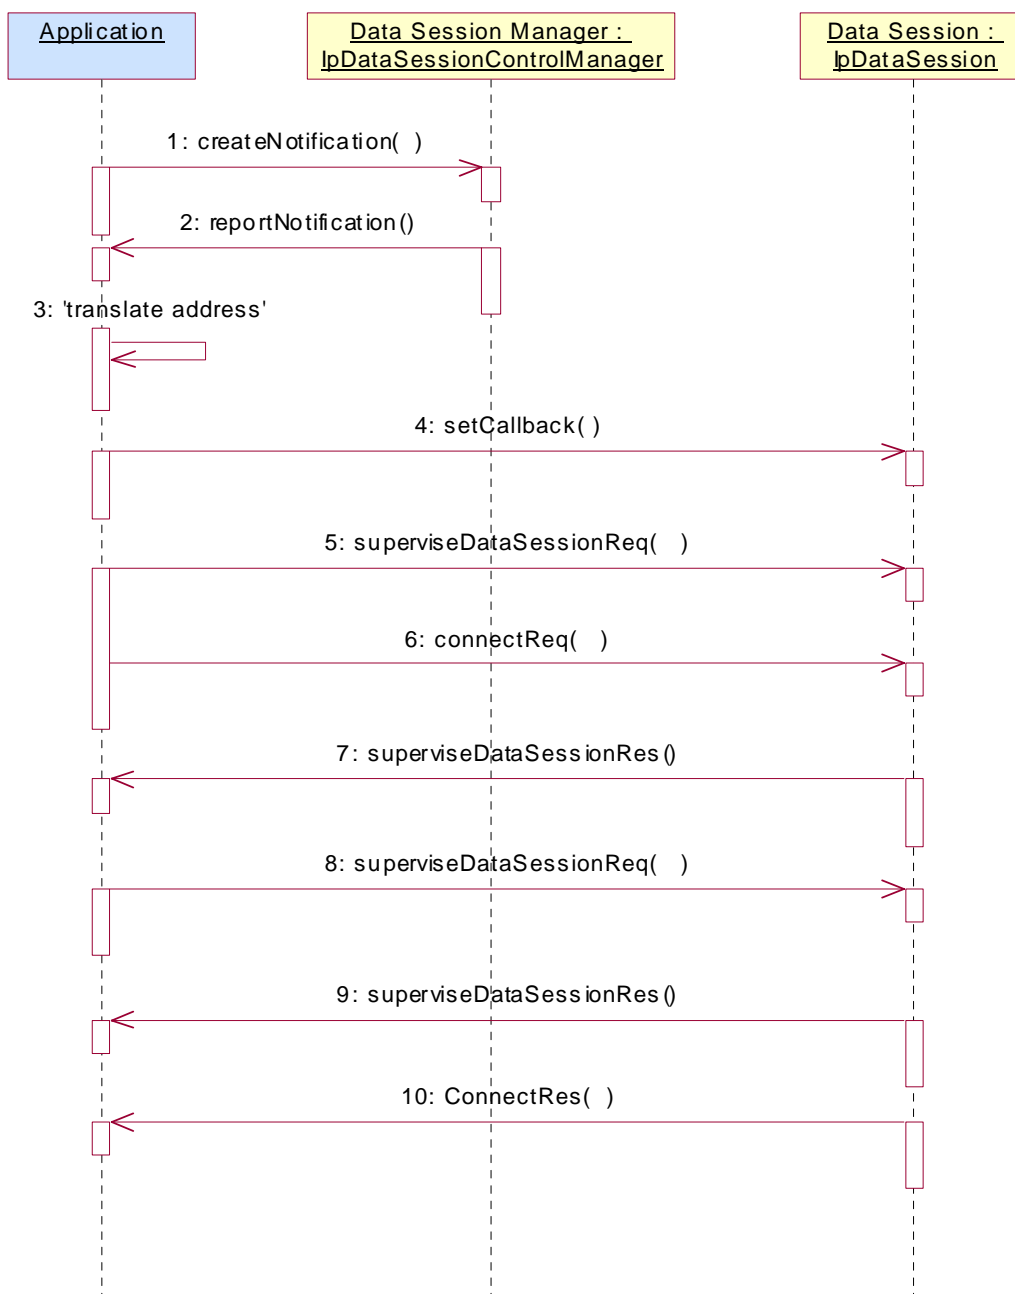 Application
Data Session Manager :
IpDataSessionControlManager
Data Session :
IpDataSession
1: createNotification( )
2: reportNotification()
3: 'translate address'
4: setCallback( )
5: superviseDataSessionReq( )
6: connectReq( )
7: superviseDataSessionRes()
8: superviseDataSessionReq( )
9: superviseDataSessionRes()
10: ConnectRes( )